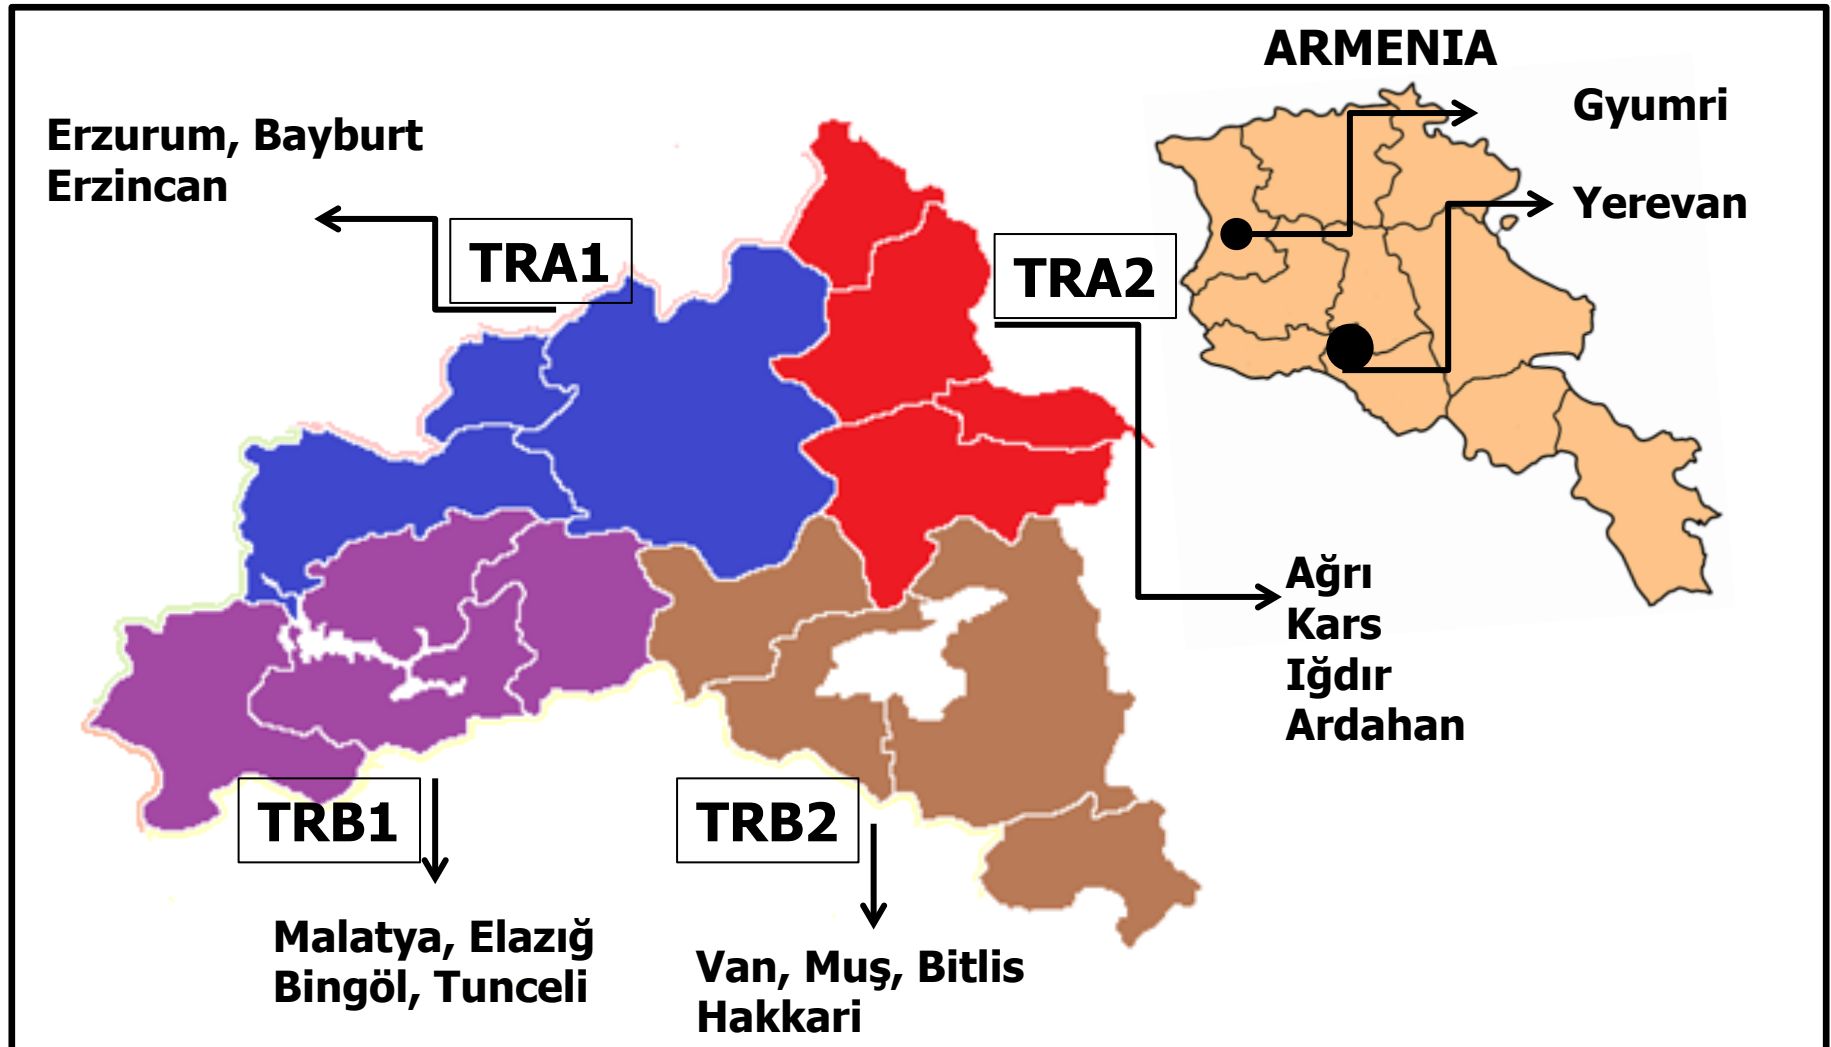 ARMENIA
Gyumri
Erzurum, Bayburt
Erzincan
Yerevan
TRA1
TRA2
Ağrı
Kars
Iğdır
Ardahan
TRB1
TRB2
Malatya, Elazığ
Bingöl, Tunceli
Van, Muş, Bitlis
Hakkari